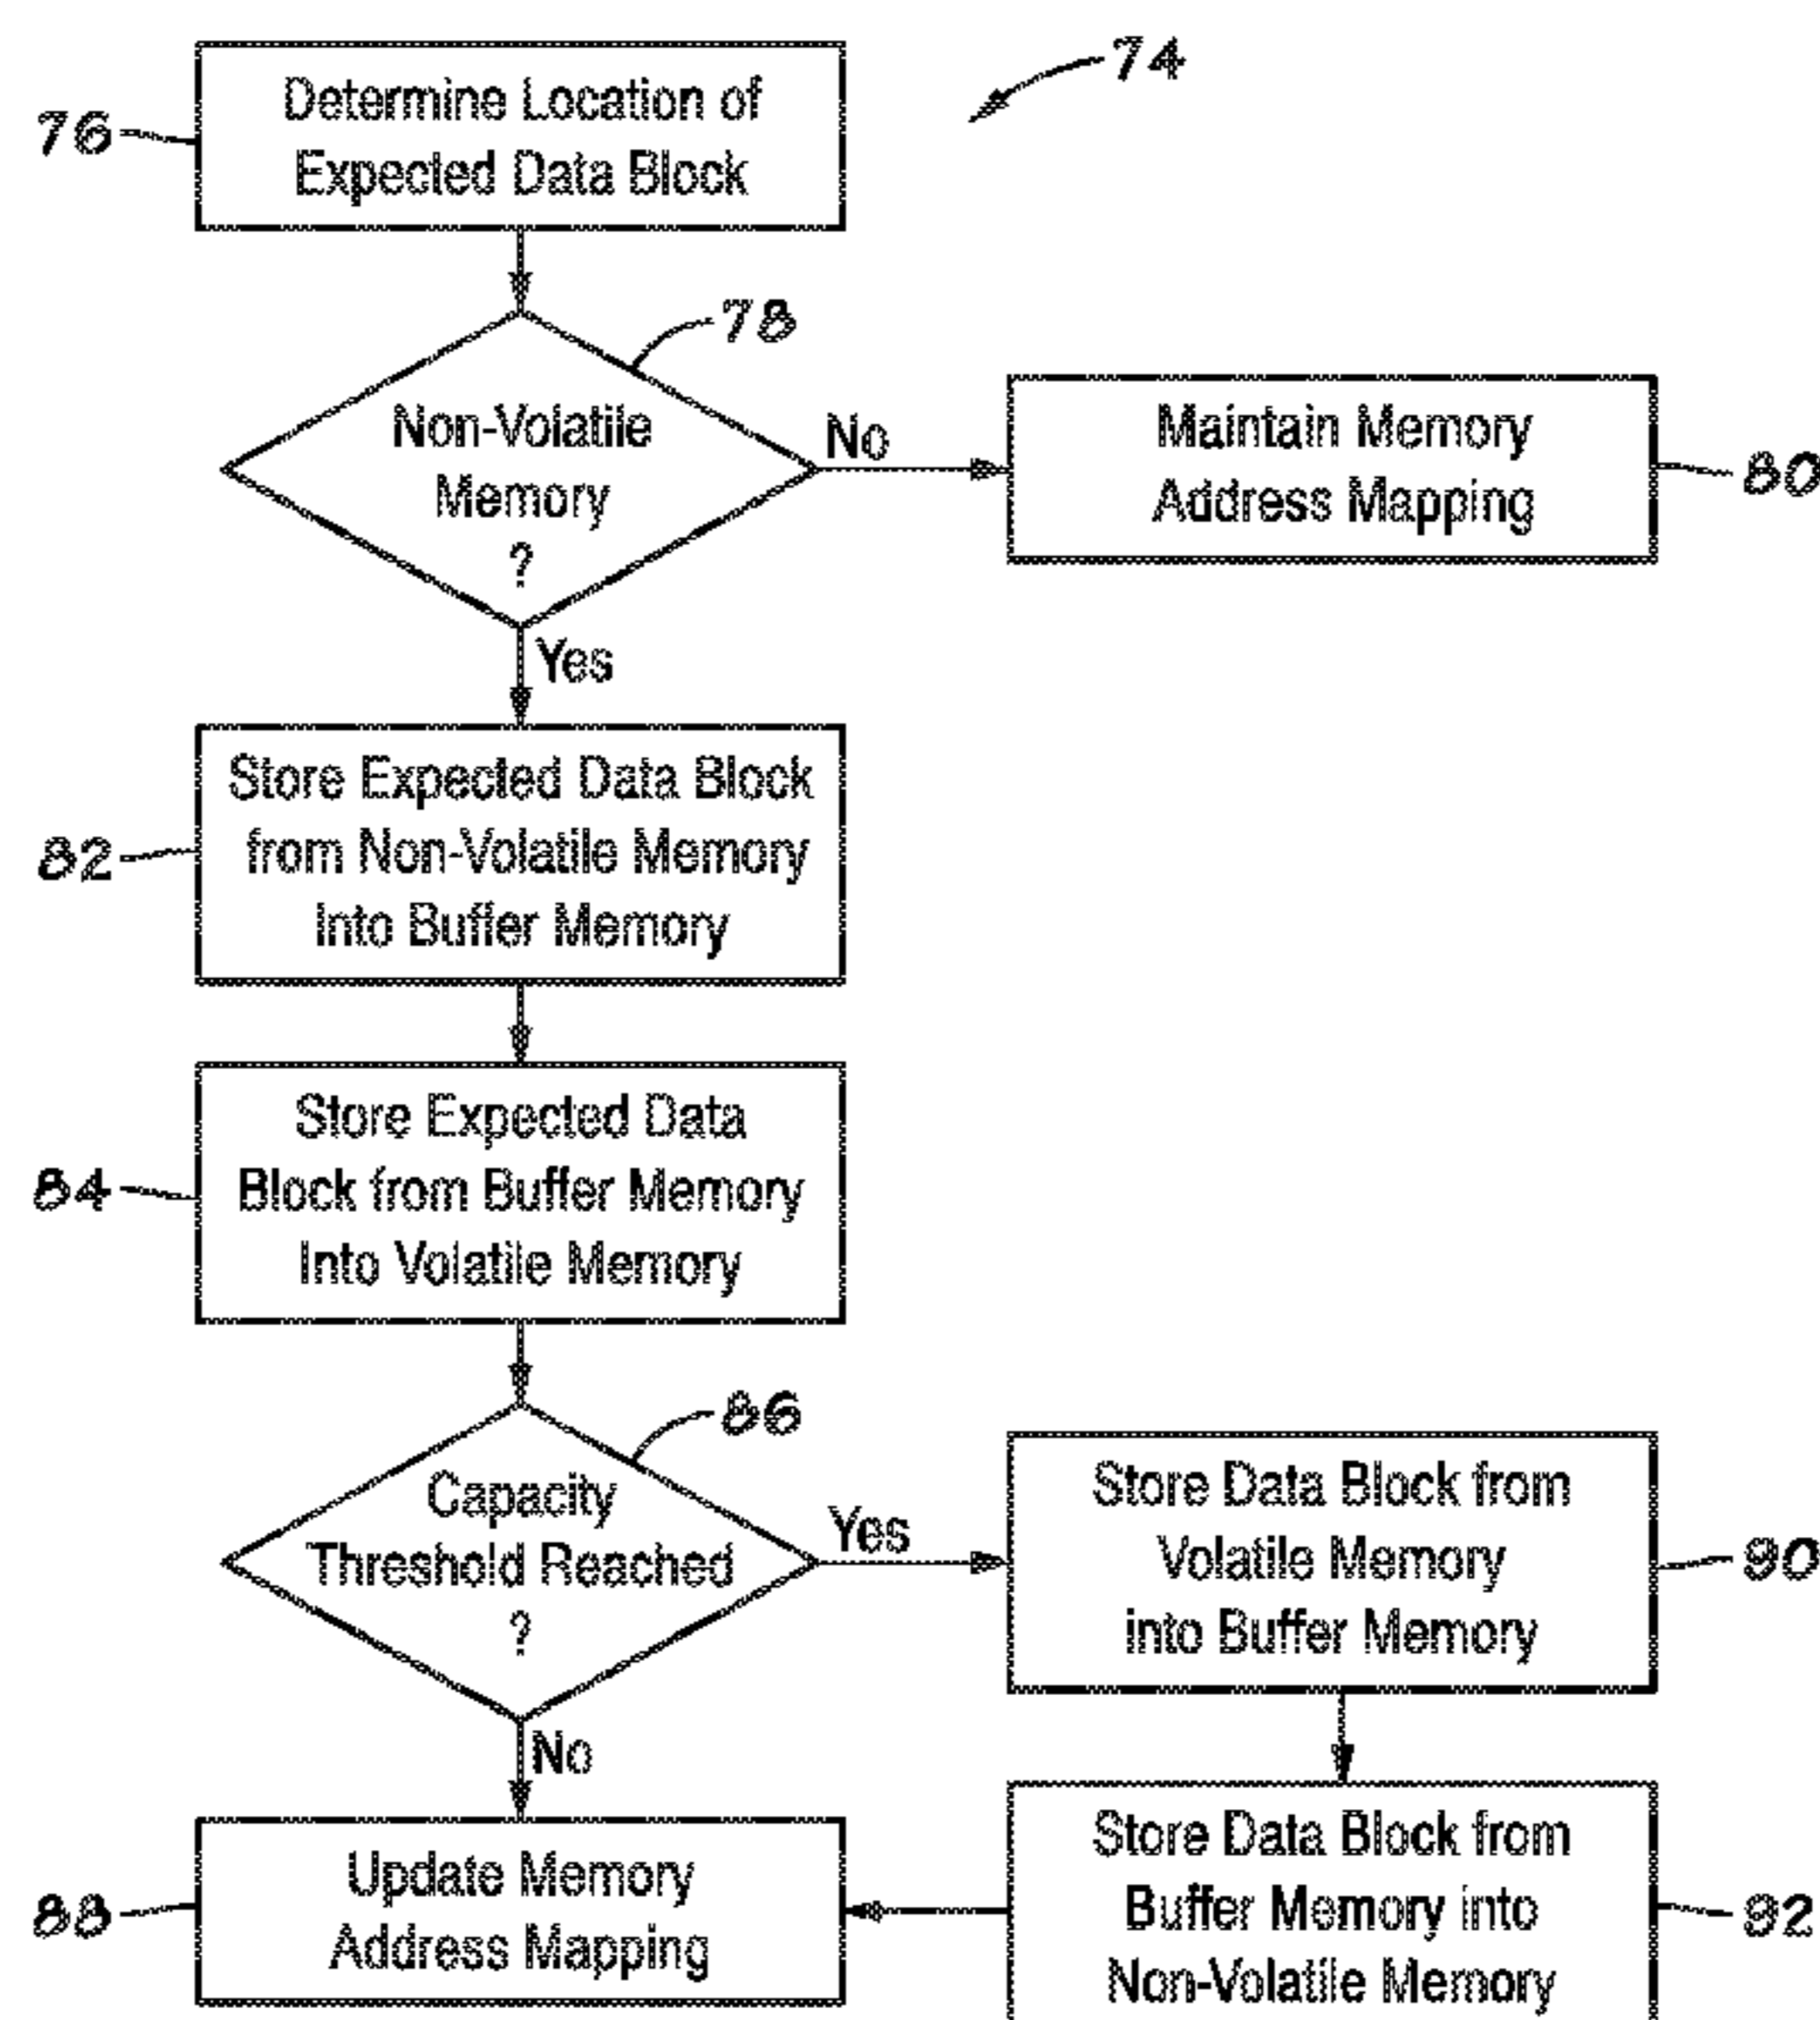 74
76
Determine Location of
Expected Data Block
78
Non-Volatile
Memory
?
No
Maintain Memory
Address Mapping
80
Yes
82
Store Expected Data Block
from Non-Volatile Memory
Into Buffer Memory
84
Store Expected Data
Block from Buffer Memory
Into Volatile Memory
86
Capacity
Threshold Reached
?
Yes
Store Data Block from
Volatile Memory
into Buffer Memory
90
No
88
Update Memory
Address Mapping
Store Data Block from
Buffer Memory into
Non-Volatile Memory
92